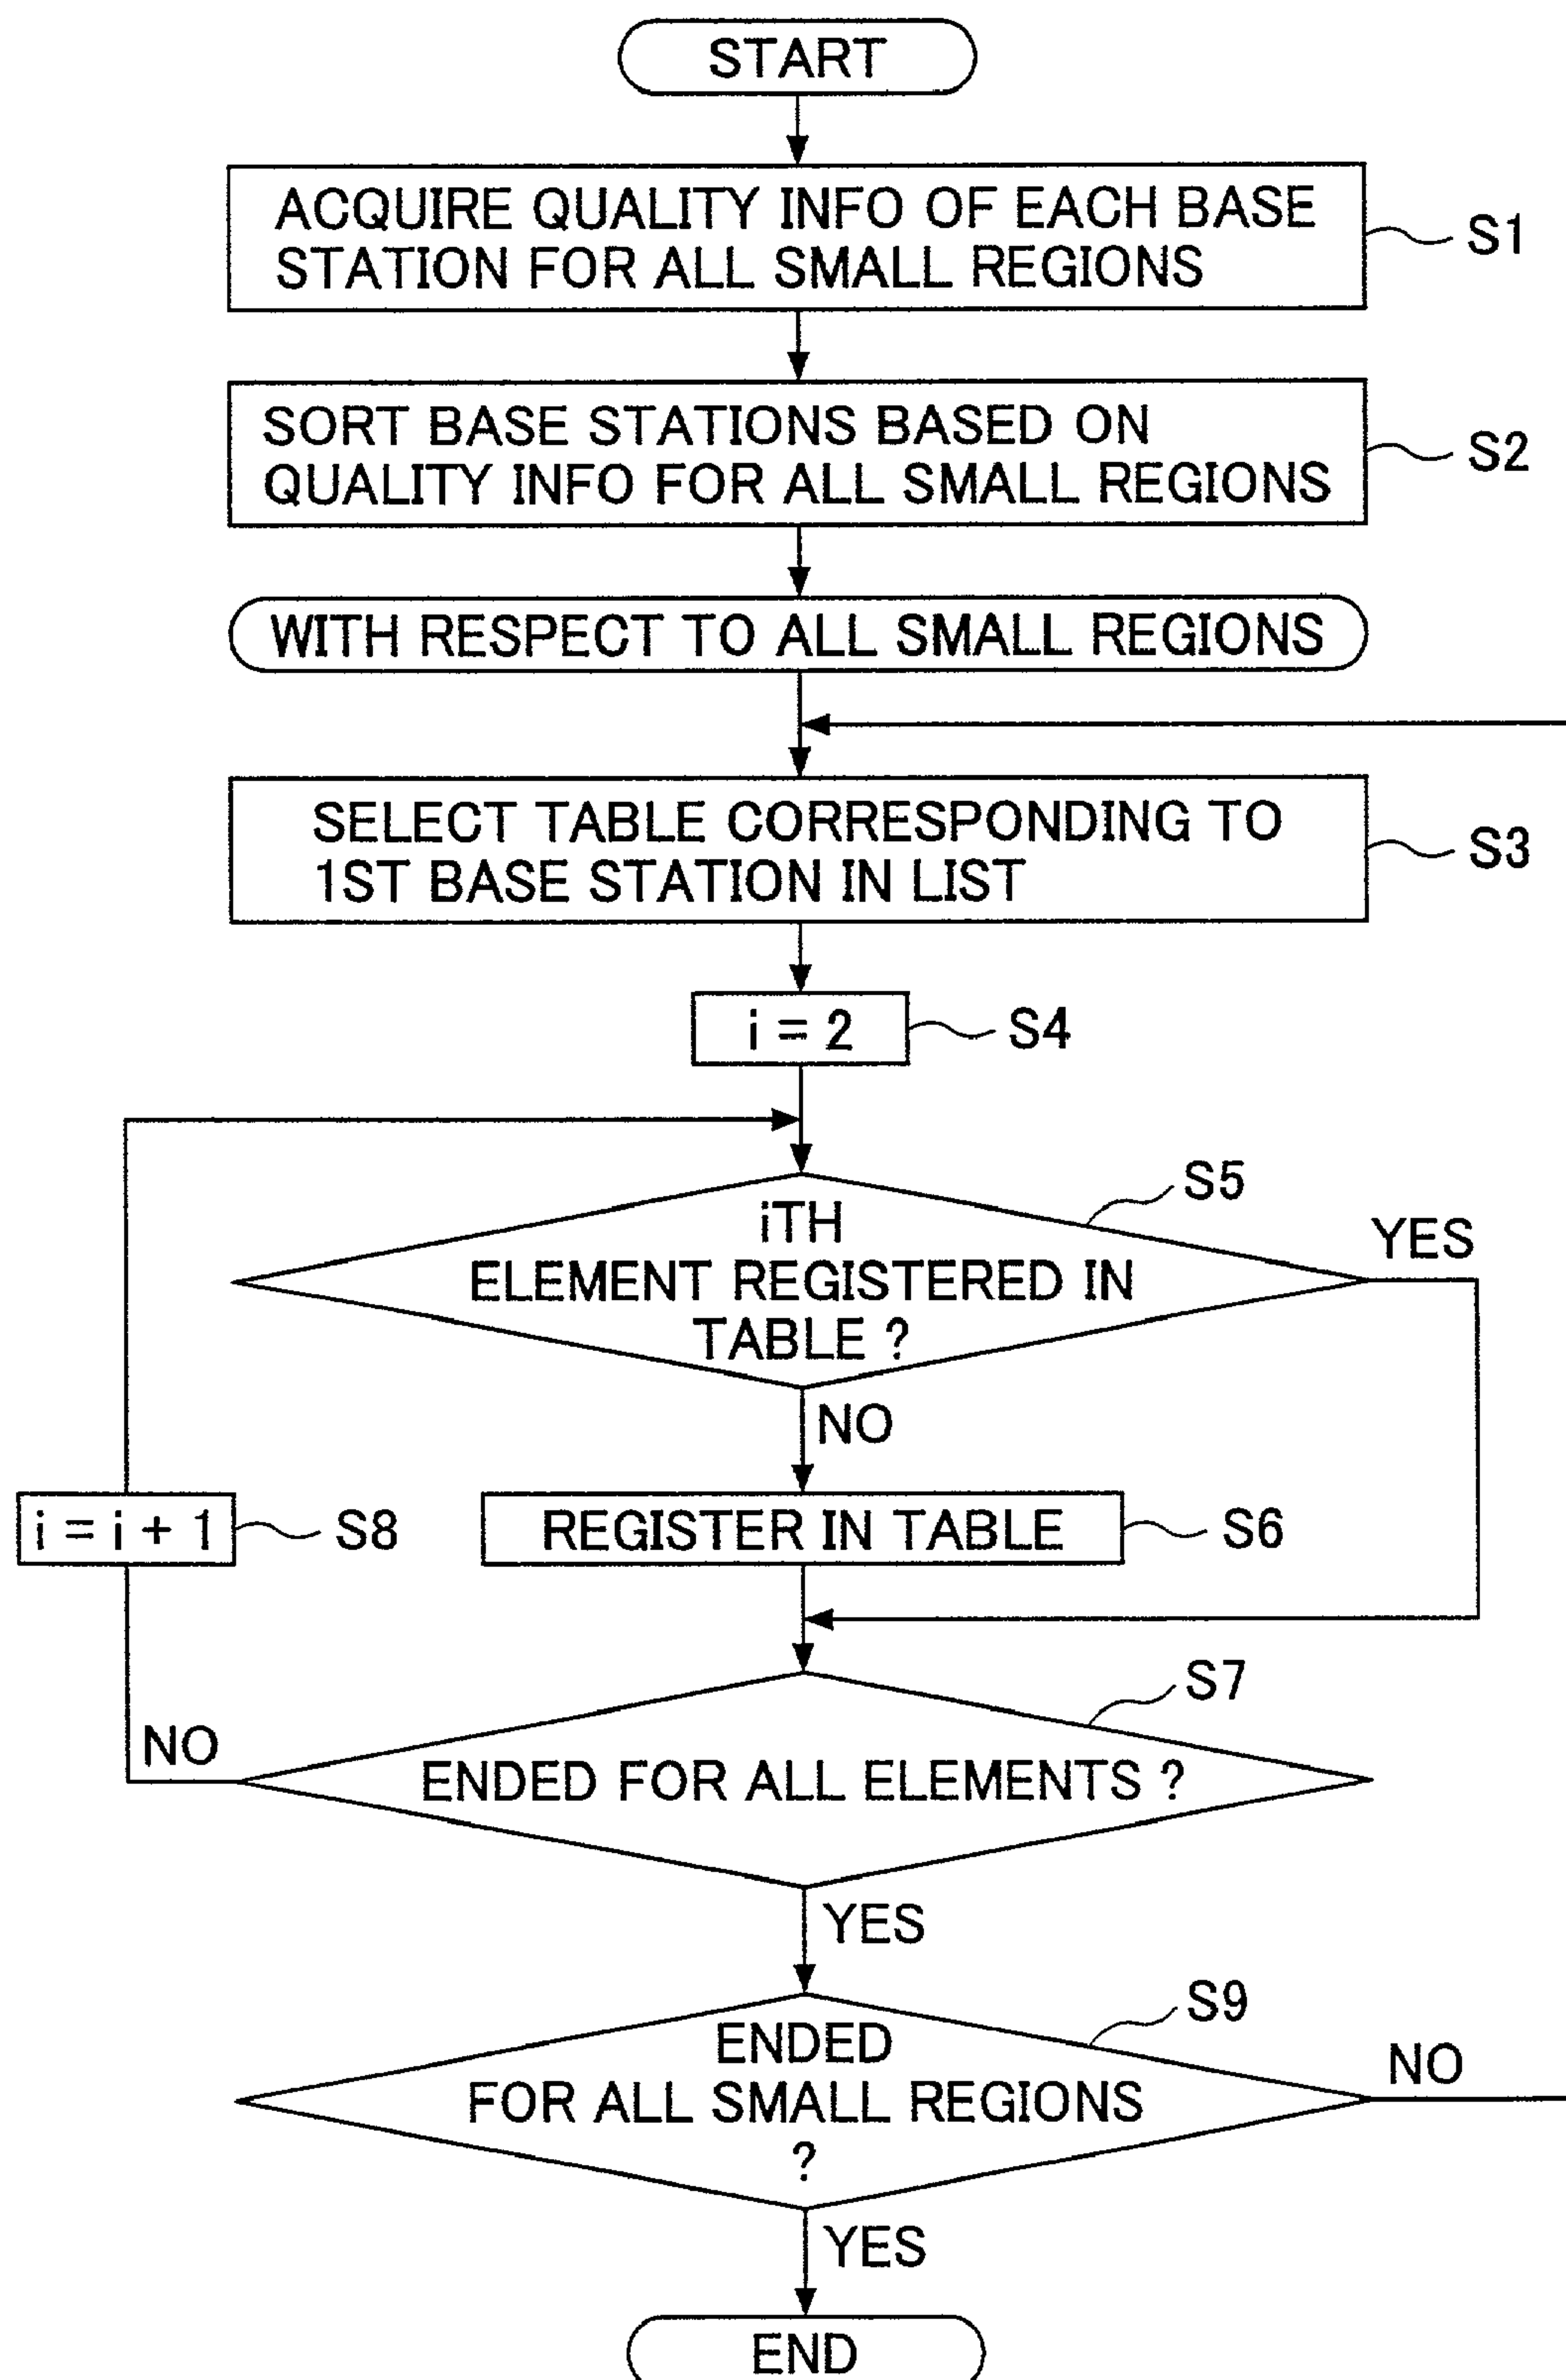 START
ACQUIRE QUALITY INFO OF EACH BASE
STATION FOR ALL SMALL REGIONS
S1
SORT BASE STATIONS BASED ON
QUALITY INFO FOR ALL SMALL REGIONS
S2
WITH RESPECT TO ALL SMALL REGIONS
SELECT TABLE CORRESPONDING TO
1ST BASE STATION IN LIST
S3
i = 2
S4
iTH
ELEMENT REGISTERED IN
TABLE ?
S5
YES
NO
i = i + 1
S8
REGISTER IN TABLE
S6
ENDED FOR ALL ELEMENTS ?
S7
NO
YES
ENDED
FOR ALL SMALL REGIONS
?
S9
NO
YES
END